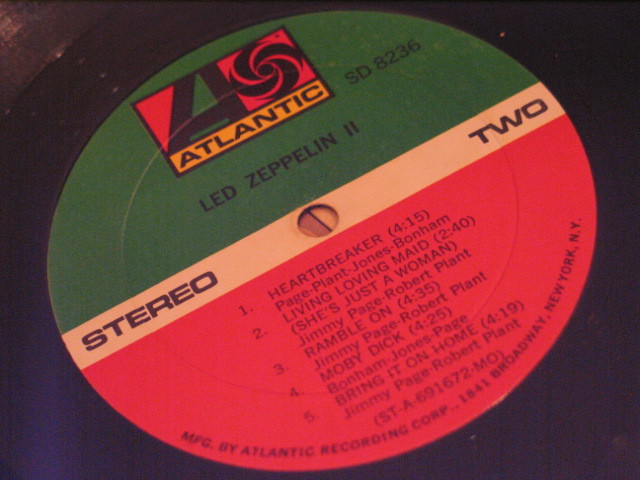 ATLANTIC
SD 8236
LED ZEPPELIN II
STEREO
TWO
1. HEARTBREAKER (4:15)
Page-Plant-Jones-Bonham
2. LIVING LOVING MAID (2:40)
(SHE'S JUST A WOMAN)
Jimmy Page-Robert Plant
3. RAMBLE ON (4:35)
Jimmy Page-Robert Plant
4. MOBY DICK (4:25)
Bonham-Jones-Page
5. BRING IT ON HOME (4:19)
Jimmy Page-Robert Plant
(ST-A-691672-MO)
MFG. BY ATLANTIC RECORDING CORP., 1841 BROADWAY, NEW YORK, N.Y.